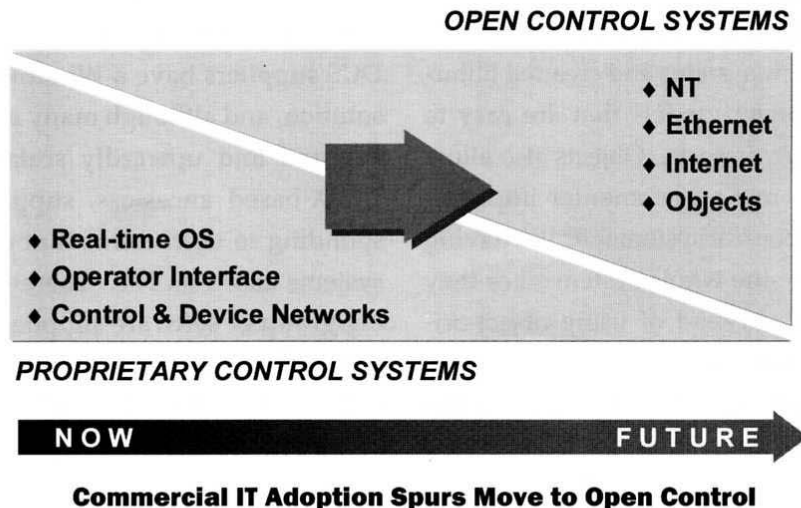 OPEN CONTROL SYSTEMS
♦ NT
♦ Ethernet
♦ Internet
♦ Objects
♦ Real-time OS
♦ Operator Interface
♦ Control & Device Networks
PROPRIETARY CONTROL SYSTEMS
NOW FUTURE
Commercial IT Adoption Spurs Move to Open Control